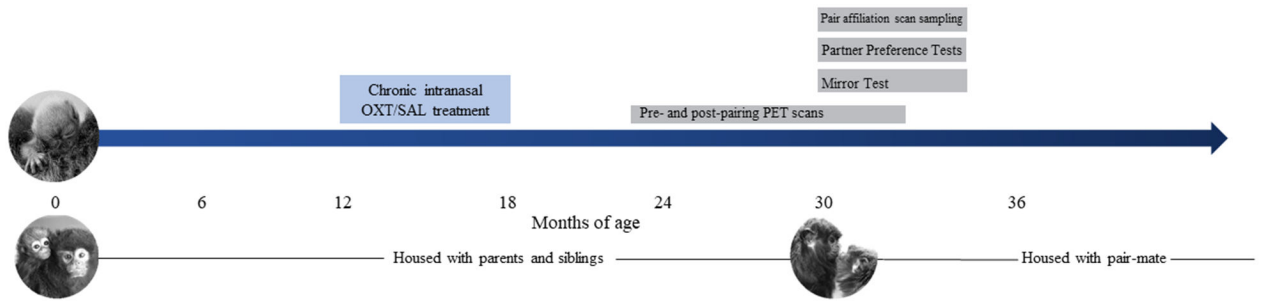 Pair affiliation scan sampling
Partner Preference Tests
Mirror Test
Chronic intranasal
OXT/SAL treatment
Pre- and post-pairing PET scans
0 6 12 18 24 30 36
Months of age
Housed with parents and siblings
Housed with pair-mate